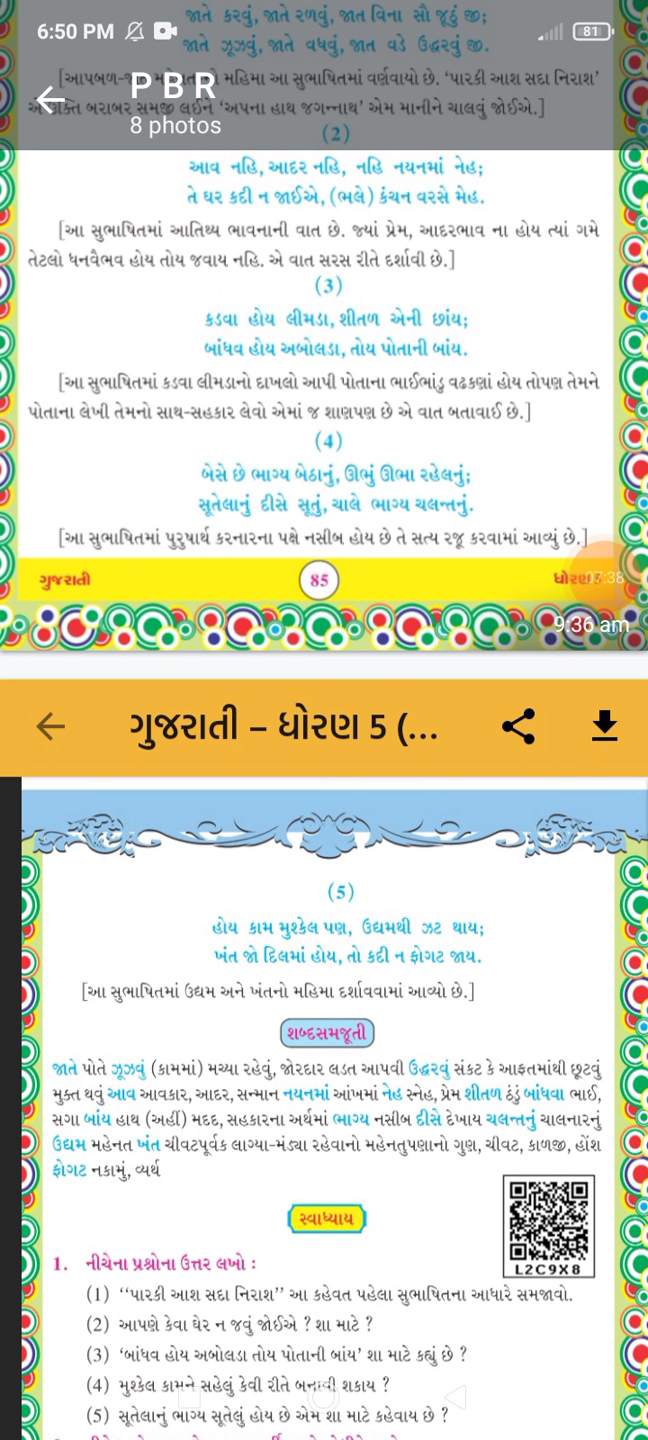 જાતે કરવું, જાતે રળવું, જાત વિના સૌ જૂઠું જી;
6:50 PM 81
જાતે ઝૂઝવું, જાતે વધવું, જાત વડે ઉદ્ધરવું જી.
[આપબળ-જાત મહિમા આ સુભાષિતમાં વર્ણવાયો છે. ‘પારકી આશ સદા નિરાશ’
P B R
બરાબર સમજી લઈને ‘અપના હાથ જગન્નાથ’ એમ માનીને ચાલવું જોઈએ.]
8 photos
(2)
આવ નહિ, આદર નહિ, નહિ નયનમાં નેહ;
તે ઘર કદી ન જાઈએ, (ભલે) કંચન વરસે મેહ.
[આ સુભાષિતમાં આતિથ્ય ભાવનાની વાત છે. જ્યાં પ્રેમ, આદરભાવ ના હોય ત્યાં ગમે
તેટલો ધનવૈભવ હોય તોય જવાય નહિ. એ વાત સરસ રીતે દર્શાવી છે.]
(3)
કડવા હોય લીમડા, શીતળ એની છાંય;
બાંધવ હોય અબોલડા, તોય પોતાની બાંય.
[આ સુભાષિતમાં કડવા લીમડાનો દાખલો આપી પોતાના ભાઈભાંડુ વઢકણાં હોય તોપણ તેમને
પોતાના લેખી તેમનો સાથ-સહકાર લેવો એમાં જ શાણપણ છે એ વાત બતાવાઈ છે.]
(4)
બેસે છે ભાગ્ય બેઠાનું, ઊભું ઊભા રહેલનું;
સૂતેલાનું દીસે સૂતું, ચાલે ભાગ્ય ચલન્તનું.
[આ સુભાષિતમાં પુરુષાર્થ કરનારના પક્ષે નસીબ હોય છે તે સત્ય રજૂ કરવામાં આવ્યું છે.]
ગુજરાતી 85 ધોરણ 07:38
9:36 am
ગુજરાતી – ધોરણ 5 (...
(5)
હોય કામ મુશ્કેલ પણ, ઉદ્યમથી ઝટ થાય;
ખંત જો દિલમાં હોય, તો કદી ન ફોગટ જાય.
[આ સુભાષિતમાં ઉદ્યમ અને ખંતનો મહિમા દર્શાવવામાં આવ્યો છે.]
શબ્દસમજૂતી
જાતે પોતે ઝૂઝવું (કામમાં) મચ્યા રહેવું, જોરદાર લડત આપવી ઉદ્ધરવું સંકટ કે આફતમાંથી છૂટવું
મુક્ત થવું આવ આવકાર, આદર, સન્માન નયનમાં આંખમાં નેહ સ્નેહ, પ્રેમ શીતળ ઠંડું બાંધવા ભાઈ,
સગા બાંય હાથ (અહીં) મદદ, સહકારના અર્થમાં ભાગ્ય નસીબ દીસે દેખાય ચલન્તનું ચાલનારનું
ઉદ્યમ મહેનત ખંત ચીવટપૂર્વક લાગ્યા-મંડ્યા રહેવાનો મહેનતુપણાનો ગુણ, ચીવટ, કાળજી, હોંશ
ફોગટ નકામું, વ્યર્થ
સ્વાધ્યાય
L2C9X8
1. નીચેના પ્રશ્નોના ઉત્તર લખો :
(1) ‘‘પારકી આશ સદા નિરાશ’’ આ કહેવત પહેલા સુભાષિતના આધારે સમજાવો.
(2) આપણે કેવા ઘેર ન જવું જોઈએ ? શા માટે ?
(3) ‘બાંધવ હોય અબોલડા તોય પોતાની બાંય’ શા માટે કહ્યું છે ?
(4) મુશ્કેલ કામને સહેલું કેવી રીતે બનાવી શકાય ?
(5) સૂતેલાનું ભાગ્ય સૂતેલું હોય છે એમ શા માટે કહેવાય છે ?